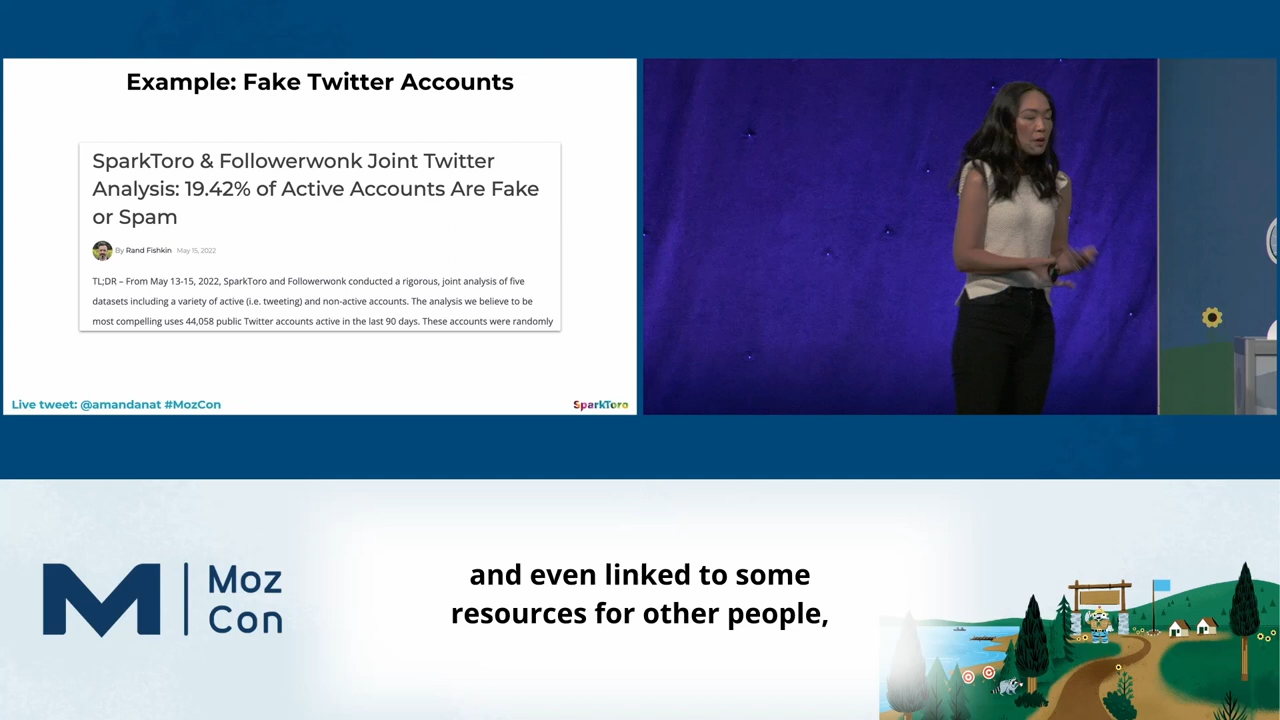 Example: Fake Twitter Accounts
SparkToro & Followerwonk Joint Twitter
Analysis: 19.42% of Active Accounts Are Fake
or Spam
By Rand Fishkin May 15, 2022
TL;DR – From May 13-15, 2022, SparkToro and Followerwonk conducted a rigorous, joint analysis of five
datasets including a variety of active (i.e. tweeting) and non-active accounts. The analysis we believe to be
most compelling uses 44,058 public Twitter accounts active in the last 90 days. These accounts were randomly
Live tweet: @amandanat #MozCon
SparkToro
and even linked to some
resources for other people,
M
Moz
Con